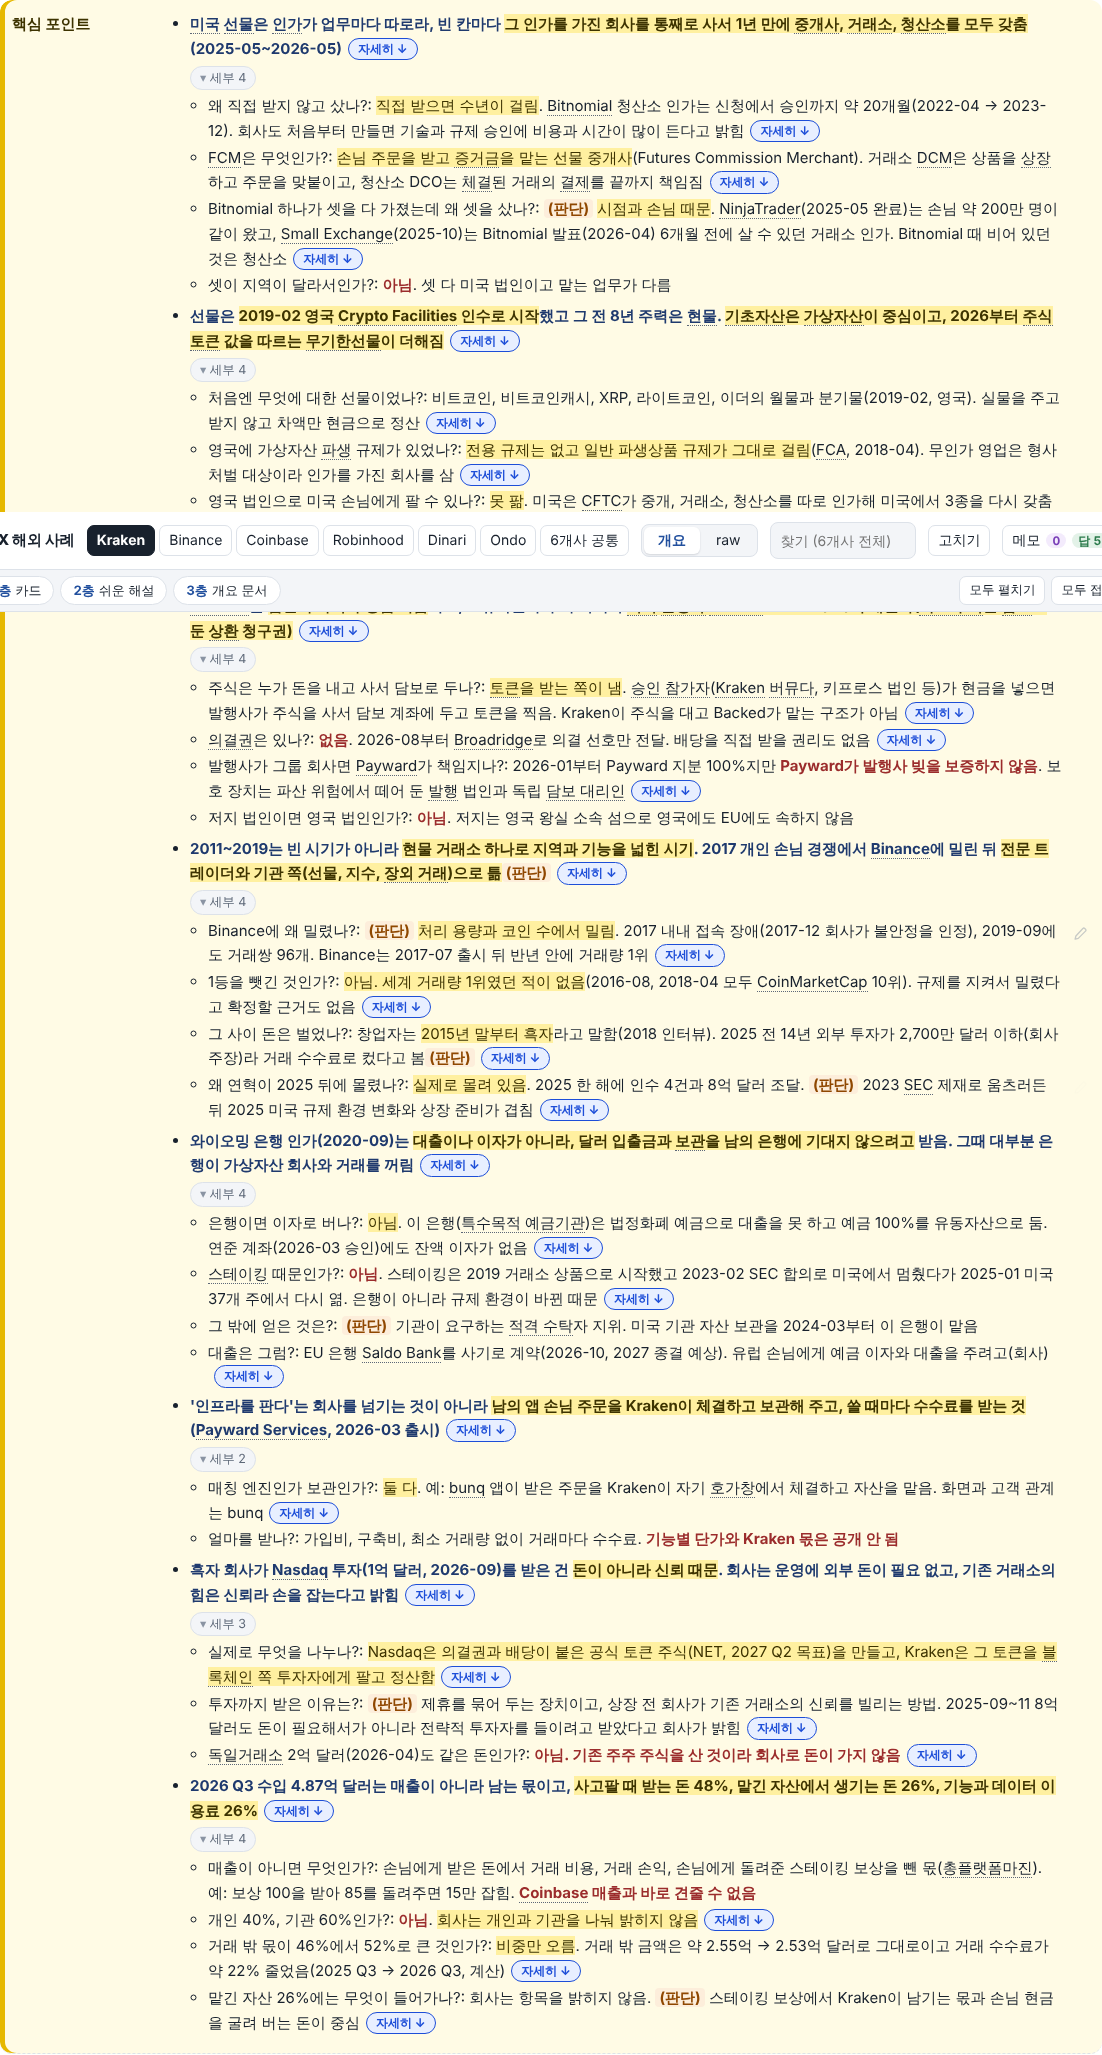 핵심 포인트
• 미국 선물은 인가가 업무마다 따로라, 빈 칸마다 그 인가를 가진 회사를 통째로 사서 1년 만에 중개사, 거래소, 청산소를 모두 갖춤
(2025-05~2026-05) 자세히 ↓
▾ 세부 4
◦ 왜 직접 받지 않고 샀나?: 직접 받으면 수년이 걸림. Bitnomial 청산소 인가는 신청에서 승인까지 약 20개월(2022-04 → 2023-
12). 회사도 처음부터 만들면 기술과 규제 승인에 비용과 시간이 많이 든다고 밝힘 자세히 ↓
◦ FCM은 무엇인가?: 손님 주문을 받고 증거금을 맡는 선물 중개사(Futures Commission Merchant). 거래소 DCM은 상품을 상장
하고 주문을 맞붙이고, 청산소 DCO는 체결된 거래의 결제를 끝까지 책임짐 자세히 ↓
◦ Bitnomial 하나가 셋을 다 가졌는데 왜 셋을 샀나?: (판단) 시점과 손님 때문. NinjaTrader(2025-05 완료)는 손님 약 200만 명이
같이 왔고, Small Exchange(2025-10)는 Bitnomial 발표(2026-04) 6개월 전에 살 수 있던 거래소 인가. Bitnomial 때 비어 있던
것은 청산소 자세히 ↓
◦ 셋이 지역이 달라서인가?: 아님. 셋 다 미국 법인이고 맡는 업무가 다름
• 선물은 2019-02 영국 Crypto Facilities 인수로 시작했고 그 전 8년 주력은 현물. 기초자산은 가상자산이 중심이고, 2026부터 주식
토큰 값을 따르는 무기한선물이 더해짐 자세히 ↓
▾ 세부 4
◦ 처음엔 무엇에 대한 선물이었나?: 비트코인, 비트코인캐시, XRP, 라이트코인, 이더의 월물과 분기물(2019-02, 영국). 실물을 주고
받지 않고 차액만 현금으로 정산 자세히 ↓
◦ 영국에 가상자산 파생 규제가 있었나?: 전용 규제는 없고 일반 파생상품 규제가 그대로 걸림(FCA, 2018-04). 무인가 영업은 형사
처벌 대상이라 인가를 가진 회사를 삼 자세히 ↓
◦ 영국 법인으로 미국 손님에게 팔 수 있나?: 못 팖. 미국은 CFTC가 중개, 거래소, 청산소를 따로 인가해 미국에서 3종을 다시 갖춤
X 해외 사례 Kraken Binance Coinbase Robinhood Dinari Ondo 6개사 공통 개요 raw 찾기 (6개사 전체) 고치기 메모 0 답 5
층 카드 2층 쉬운 해설 3층 개요 문서 모두 펼치기 모두 접
둔 상환 청구권) 자세히 ↓
▾ 세부 4
◦ 주식은 누가 돈을 내고 사서 담보로 두나?: 토큰을 받는 쪽이 냄. 승인 참가자(Kraken 버뮤다, 키프로스 법인 등)가 현금을 넣으면
발행사가 주식을 사서 담보 계좌에 두고 토큰을 찍음. Kraken이 주식을 대고 Backed가 맡는 구조가 아님 자세히 ↓
◦ 의결권은 있나?: 없음. 2026-08부터 Broadridge로 의결 선호만 전달. 배당을 직접 받을 권리도 없음 자세히 ↓
◦ 발행사가 그룹 회사면 Payward가 책임지나?: 2026-01부터 Payward 지분 100%지만 Payward가 발행사 빚을 보증하지 않음. 보
호 장치는 파산 위험에서 떼어 둔 발행 법인과 독립 담보 대리인 자세히 ↓
◦ 저지 법인이면 영국 법인인가?: 아님. 저지는 영국 왕실 소속 섬으로 영국에도 EU에도 속하지 않음
• 2011~2019는 빈 시기가 아니라 현물 거래소 하나로 지역과 기능을 넓힌 시기. 2017 개인 손님 경쟁에서 Binance에 밀린 뒤 전문 트
레이더와 기관 쪽(선물, 지수, 장외 거래)으로 틂 (판단) 자세히 ↓
▾ 세부 4
◦ Binance에 왜 밀렸나?: (판단) 처리 용량과 코인 수에서 밀림. 2017 내내 접속 장애(2017-12 회사가 불안정을 인정), 2019-09에
도 거래쌍 96개. Binance는 2017-07 출시 뒤 반년 안에 거래량 1위 자세히 ↓
◦ 1등을 뺏긴 것인가?: 아님. 세계 거래량 1위였던 적이 없음(2016-08, 2018-04 모두 CoinMarketCap 10위). 규제를 지켜서 밀렸다
고 확정할 근거도 없음 자세히 ↓
◦ 그 사이 돈은 벌었나?: 창업자는 2015년 말부터 흑자라고 말함(2018 인터뷰). 2025 전 14년 외부 투자가 2,700만 달러 이하(회사
주장)라 거래 수수료로 컸다고 봄 (판단) 자세히 ↓
◦ 왜 연혁이 2025 뒤에 몰렸나?: 실제로 몰려 있음. 2025 한 해에 인수 4건과 8억 달러 조달. (판단) 2023 SEC 제재로 움츠러든
뒤 2025 미국 규제 환경 변화와 상장 준비가 겹침 자세히 ↓
• 와이오밍 은행 인가(2020-09)는 대출이나 이자가 아니라, 달러 입출금과 보관을 남의 은행에 기대지 않으려고 받음. 그때 대부분 은
행이 가상자산 회사와 거래를 꺼림 자세히 ↓
▾ 세부 4
◦ 은행이면 이자로 버나?: 아님. 이 은행(특수목적 예금기관)은 법정화폐 예금으로 대출을 못 하고 예금 100%를 유동자산으로 둠.
연준 계좌(2026-03 승인)에도 잔액 이자가 없음 자세히 ↓
◦ 스테이킹 때문인가?: 아님. 스테이킹은 2019 거래소 상품으로 시작했고 2023-02 SEC 합의로 미국에서 멈췄다가 2025-01 미국
37개 주에서 다시 엶. 은행이 아니라 규제 환경이 바뀐 때문 자세히 ↓
◦ 그 밖에 얻은 것은?: (판단) 기관이 요구하는 적격 수탁자 지위. 미국 기관 자산 보관을 2024-03부터 이 은행이 맡음
◦ 대출은 그럼?: EU 은행 Saldo Bank를 사기로 계약(2026-10, 2027 종결 예상). 유럽 손님에게 예금 이자와 대출을 주려고(회사)
자세히 ↓
• '인프라를 판다'는 회사를 넘기는 것이 아니라 남의 앱 손님 주문을 Kraken이 체결하고 보관해 주고, 쓸 때마다 수수료를 받는 것
(Payward Services, 2026-03 출시) 자세히 ↓
▾ 세부 2
◦ 매칭 엔진인가 보관인가?: 둘 다. 예: bunq 앱이 받은 주문을 Kraken이 자기 호가창에서 체결하고 자산을 맡음. 화면과 고객 관계
는 bunq 자세히 ↓
◦ 얼마를 받나?: 가입비, 구축비, 최소 거래량 없이 거래마다 수수료. 기능별 단가와 Kraken 몫은 공개 안 됨
• 흑자 회사가 Nasdaq 투자(1억 달러, 2026-09)를 받은 건 돈이 아니라 신뢰 때문. 회사는 운영에 외부 돈이 필요 없고, 기존 거래소의
힘은 신뢰라 손을 잡는다고 밝힘 자세히 ↓
▾ 세부 3
◦ 실제로 무엇을 나누나?: Nasdaq은 의결권과 배당이 붙은 공식 토큰 주식(NET, 2027 Q2 목표)을 만들고, Kraken은 그 토큰을 블
록체인 쪽 투자자에게 팔고 정산함 자세히 ↓
◦ 투자까지 받은 이유는?: (판단) 제휴를 묶어 두는 장치이고, 상장 전 회사가 기존 거래소의 신뢰를 빌리는 방법. 2025-09~11 8억
달러도 돈이 필요해서가 아니라 전략적 투자자를 들이려고 받았다고 회사가 밝힘 자세히 ↓
◦ 독일거래소 2억 달러(2026-04)도 같은 돈인가?: 아님. 기존 주주 주식을 산 것이라 회사로 돈이 가지 않음 자세히 ↓
• 2026 Q3 수입 4.87억 달러는 매출이 아니라 남는 몫이고, 사고팔 때 받는 돈 48%, 맡긴 자산에서 생기는 돈 26%, 기능과 데이터 이
용료 26% 자세히 ↓
▾ 세부 4
◦ 매출이 아니면 무엇인가?: 손님에게 받은 돈에서 거래 비용, 거래 손익, 손님에게 돌려준 스테이킹 보상을 뺀 몫(총플랫폼마진).
예: 보상 100을 받아 85를 돌려주면 15만 잡힘. Coinbase 매출과 바로 견줄 수 없음
◦ 개인 40%, 기관 60%인가?: 아님. 회사는 개인과 기관을 나눠 밝히지 않음 자세히 ↓
◦ 거래 밖 몫이 46%에서 52%로 큰 것인가?: 비중만 오름. 거래 밖 금액은 약 2.55억 → 2.53억 달러로 그대로이고 거래 수수료가
약 22% 줄었음(2025 Q3 → 2026 Q3, 계산) 자세히 ↓
◦ 맡긴 자산 26%에는 무엇이 들어가나?: 회사는 항목을 밝히지 않음. (판단) 스테이킹 보상에서 Kraken이 남기는 몫과 손님 현금
을 굴려 버는 돈이 중심 자세히 ↓